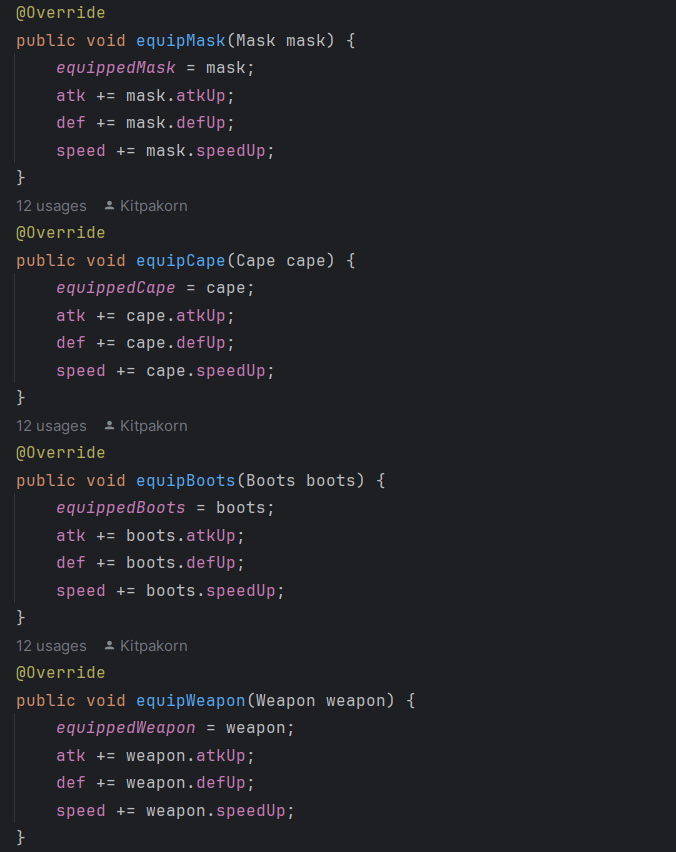 @Override
public void equipMask(Mask mask) {
    equippedMask = mask;
    atk += mask.atkUp;
    def += mask.defUp;
    speed += mask.speedUp;
}
12 usages Kitpakorn
@Override
public void equipCape(Cape cape) {
    equippedCape = cape;
    atk += cape.atkUp;
    def += cape.defUp;
    speed += cape.speedUp;
}
12 usages Kitpakorn
@Override
public void equipBoots(Boots boots) {
    equippedBoots = boots;
    atk += boots.atkUp;
    def += boots.defUp;
    speed += boots.speedUp;
}
12 usages Kitpakorn
@Override
public void equipWeapon(Weapon weapon) {
    equippedWeapon = weapon;
    atk += weapon.atkUp;
    def += weapon.defUp;
    speed += weapon.speedUp;
}